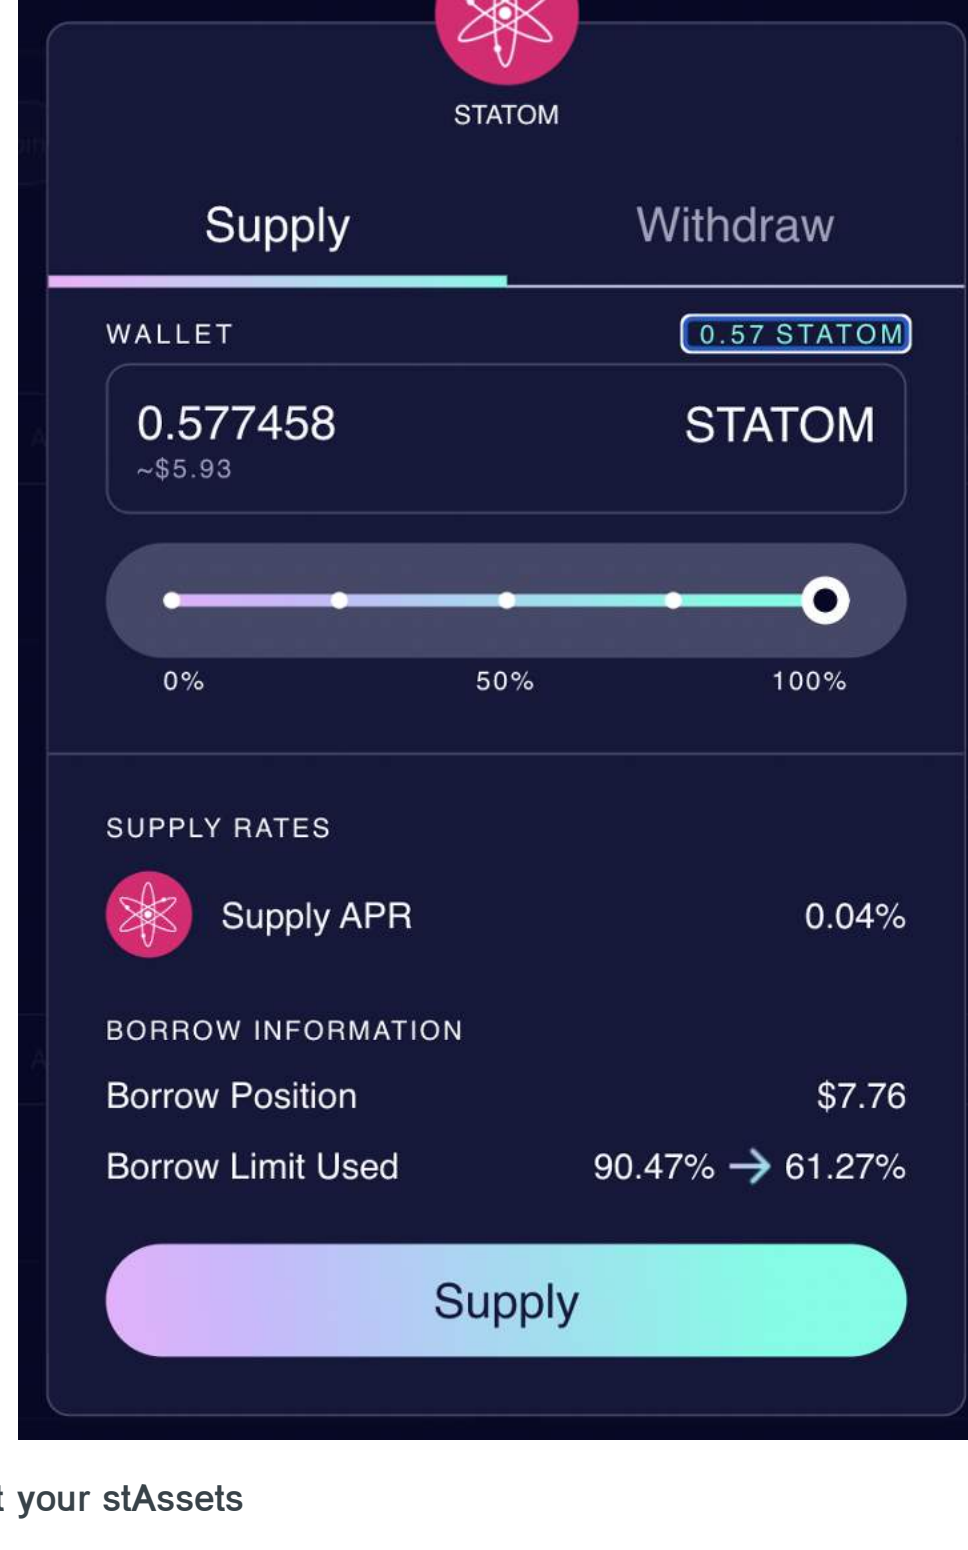 STATOM
Supply Withdraw
WALLET 0.57 STATOM
0.577458 STATOM
~$5.93
0% 50% 100%
SUPPLY RATES
Supply APR 0.04%
BORROW INFORMATION
Borrow Position $7.76
Borrow Limit Used 90.47% → 61.27%
Supply
your stAssets